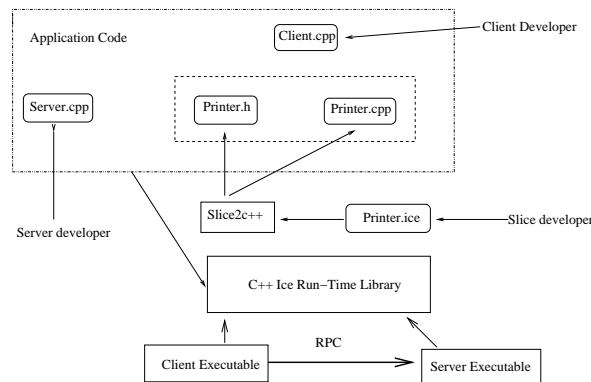 Application Code
Client.cpp
Client Developer
Server.cpp
Printer.h
Printer.cpp
Slice2c++
Printer.ice
Slice developer
Server developer
C++ Ice Run−Time Library
RPC
Client Executable
Server Executable